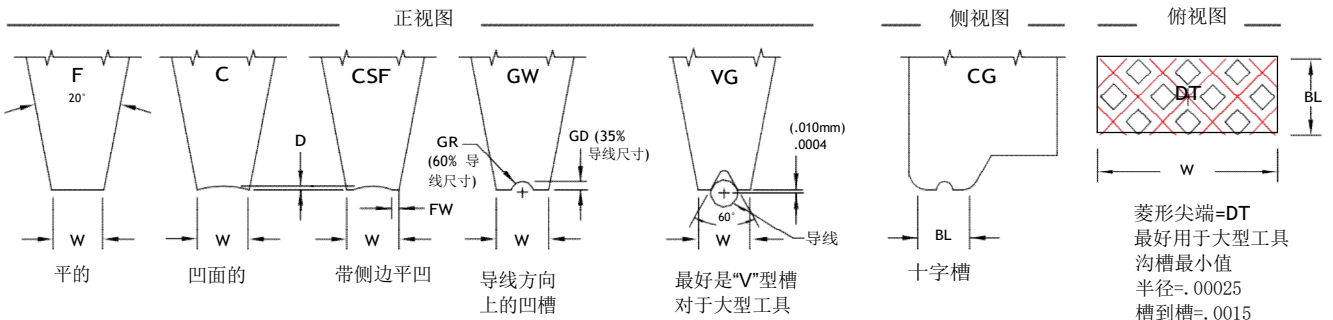 正视图
侧视图
俯视图
F
20°
W
平的
C
D
W
凹面的
CSF
FW
W
带侧边平凹
GW
GR
(60% 导
线尺寸)
GD (35%
导线尺寸)
W
导线方向
上的凹槽
VG
(.010mm)
.0004
60°
W
导线
最好是“V”型槽
对于大型工具
CG
BL
十字槽
DT
BL
W
菱形尖端=DT
最好用于大型工具
沟槽最小值
半径=.00025
槽到槽=.0015